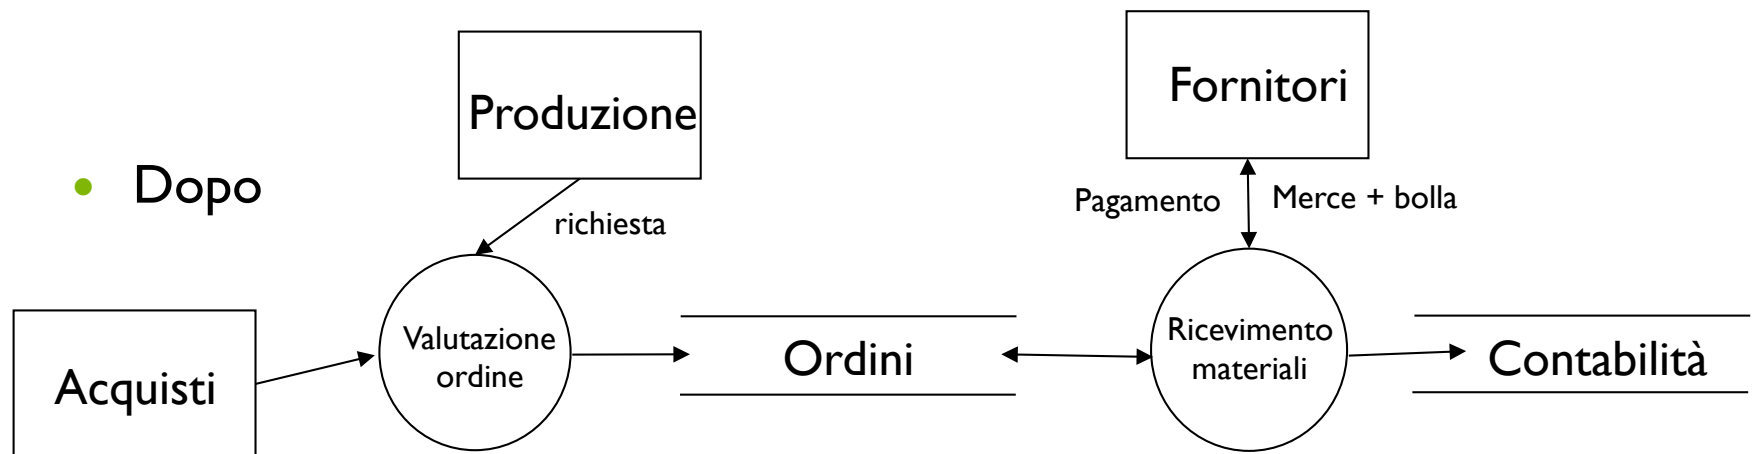 Produzione
Fornitori
• Dopo
richiesta
Pagamento
Merce + bolla
Acquisti
Valutazione
ordine
Ordini
Ricevimento
materiali
Contabilità